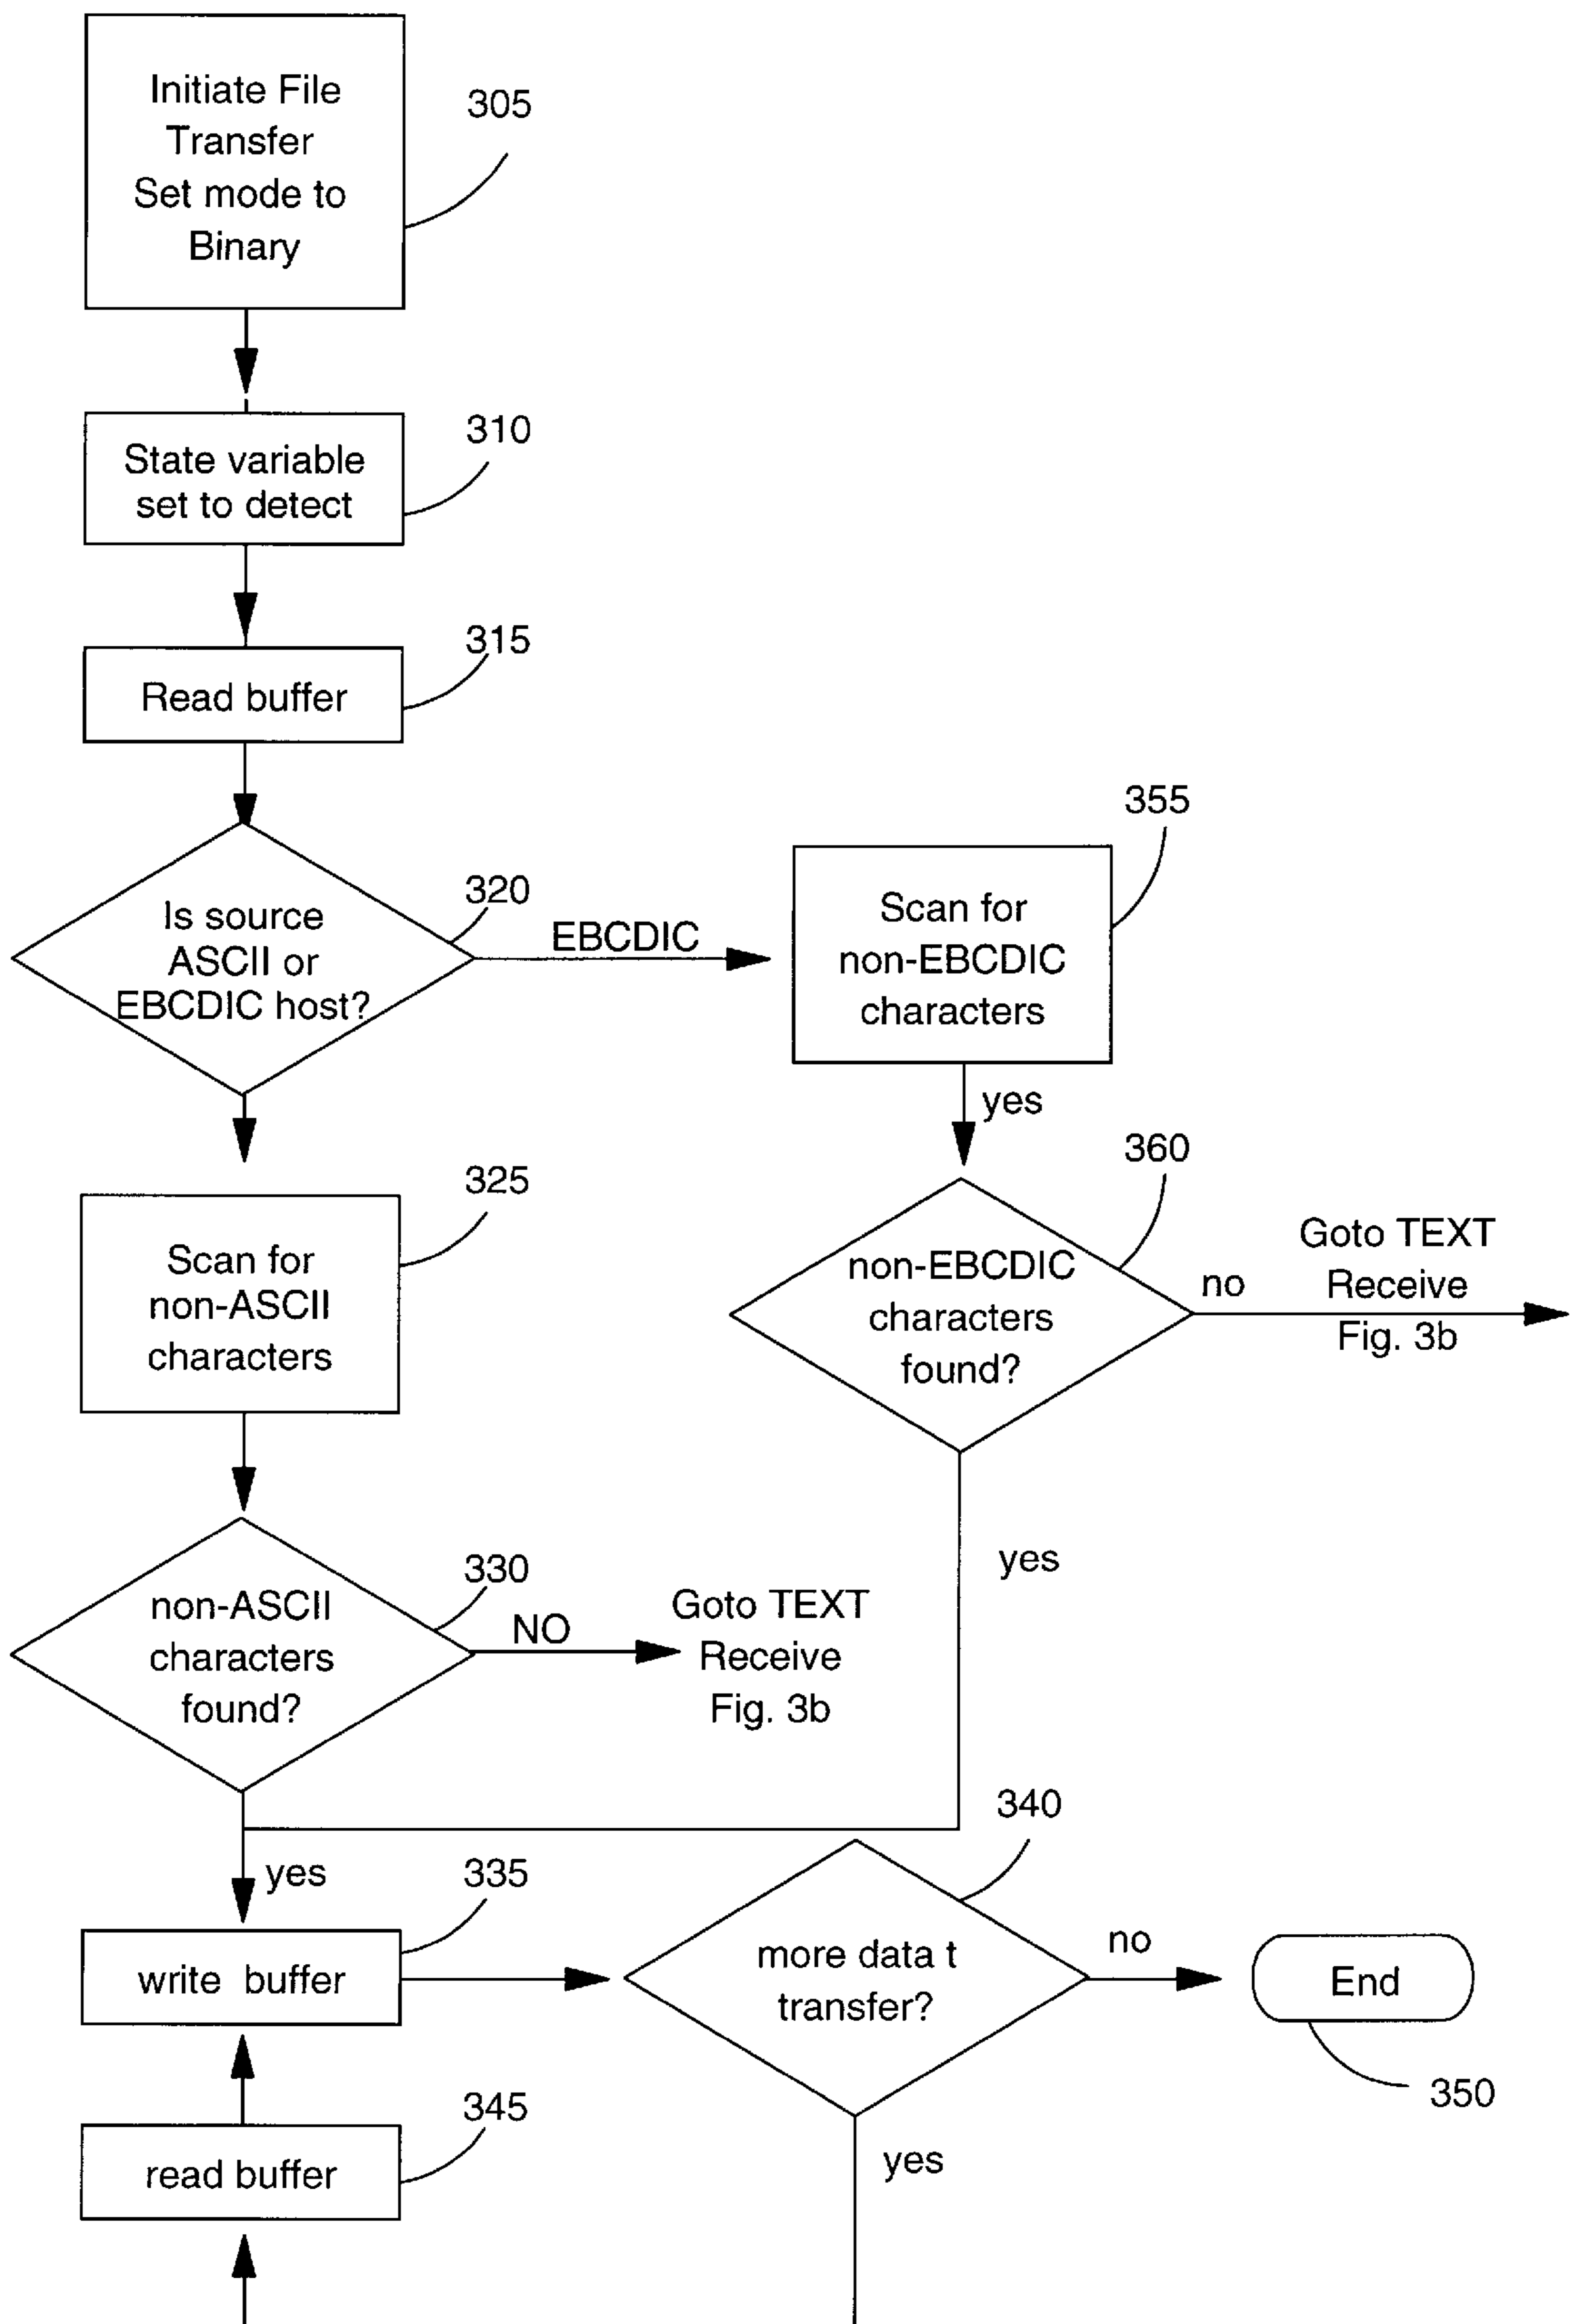 Initiate File
Transfer
Set mode to
Binary
305
State variable
set to detect
310
Read buffer
315
Is source
ASCII or
EBCDIC host?
320
EBCDIC
Scan for
non-EBCDIC
characters
355
yes
Scan for
non-ASCII
characters
325
non-EBCDIC
characters
found?
360
no
Goto TEXT
Receive
Fig. 3b
yes
non-ASCII
characters
found?
330
NO
Goto TEXT
Receive
Fig. 3b
yes
write buffer
335
more data t
transfer?
340
no
End
350
read buffer
345
yes